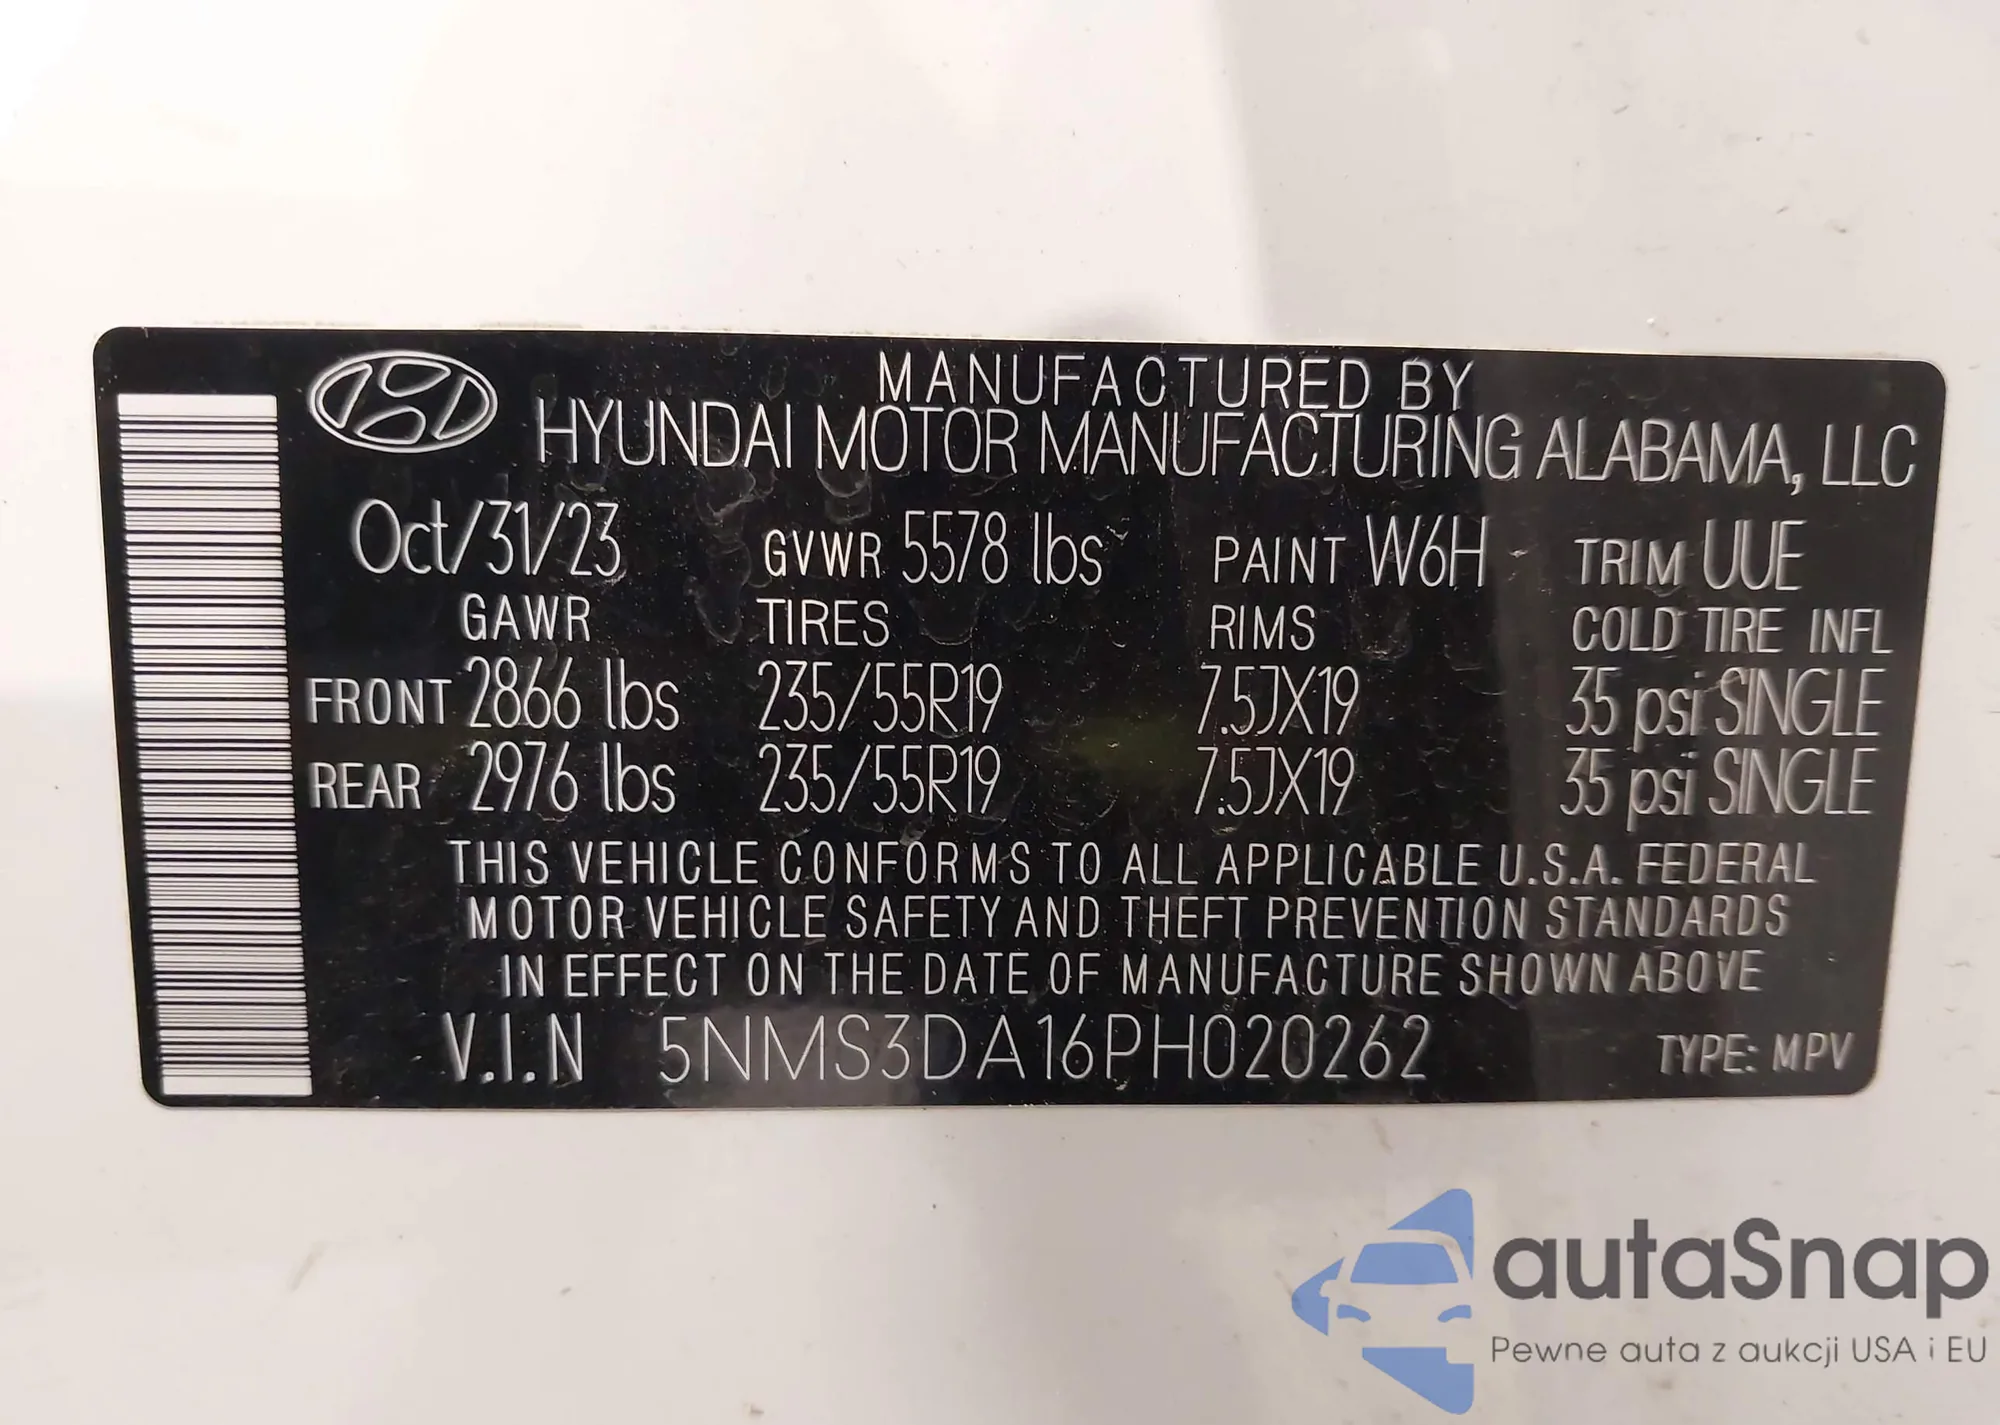 MANUFACTURED BY
HYUNDAI MOTOR MANUFACTURING ALABAMA, LLC
Oct/31/23 GVWR 5578 lbs PAINT W6H TRIM UUE
GAWR TIRES RIMS COLD TIRE INFL
FRONT 2866 lbs 235/55R19 7.5JX19 35 psi SINGLE
REAR 2976 lbs 235/55R19 7.5JX19 35 psi SINGLE
THIS VEHICLE CONFORMS TO ALL APPLICABLE U.S.A. FEDERAL
MOTOR VEHICLE SAFETY AND THEFT PREVENTION STANDARDS
IN EFFECT ON THE DATE OF MANUFACTURE SHOWN ABOVE
V.I.N 5NMS3DA16PH020262 TYPE: MPV
autaSnap
Pewne auta z aukcji USA i EU